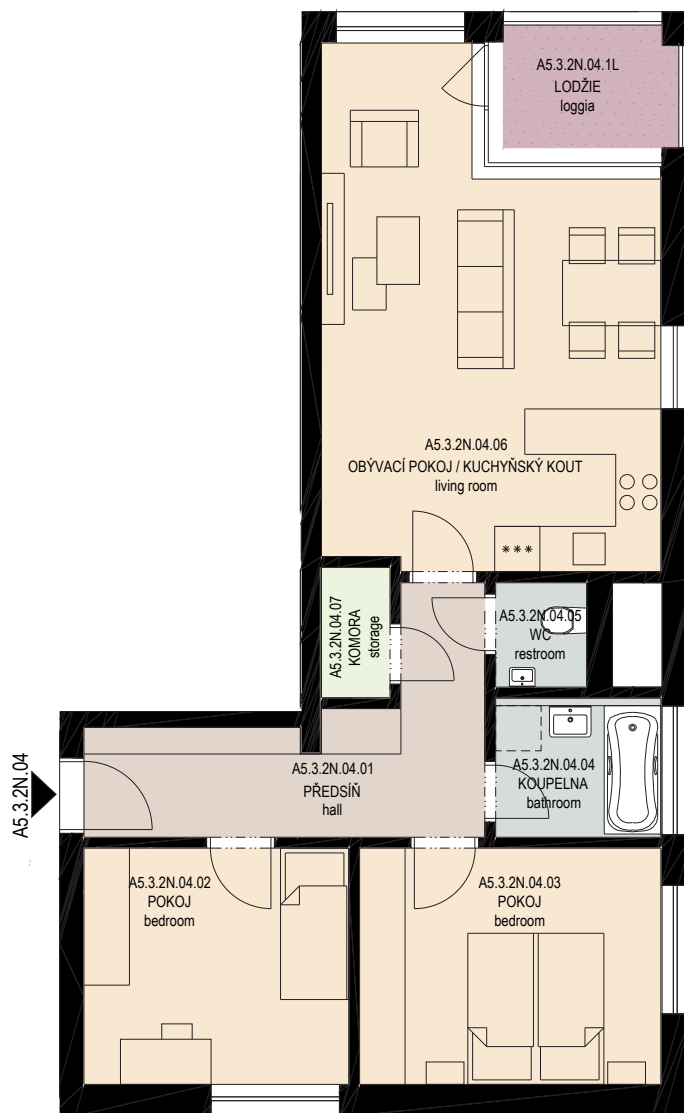 A5.3.2N.04.1L
LODŽIE
loggia
A5.3.2N.04.06
OBÝVACÍ POKOJ / KUCHYŇSKÝ KOUT
living room
A5.3.2N.04.07
KOMORA
storage
A5.3.2N.04.05
WC
restroom
A5.3.2N.04
A5.3.2N.04.01
PŘEDSÍŇ
hall
A5.3.2N.04.04
KOUPELNA
bathroom
A5.3.2N.04.02
POKOJ
bedroom
A5.3.2N.04.03
POKOJ
bedroom